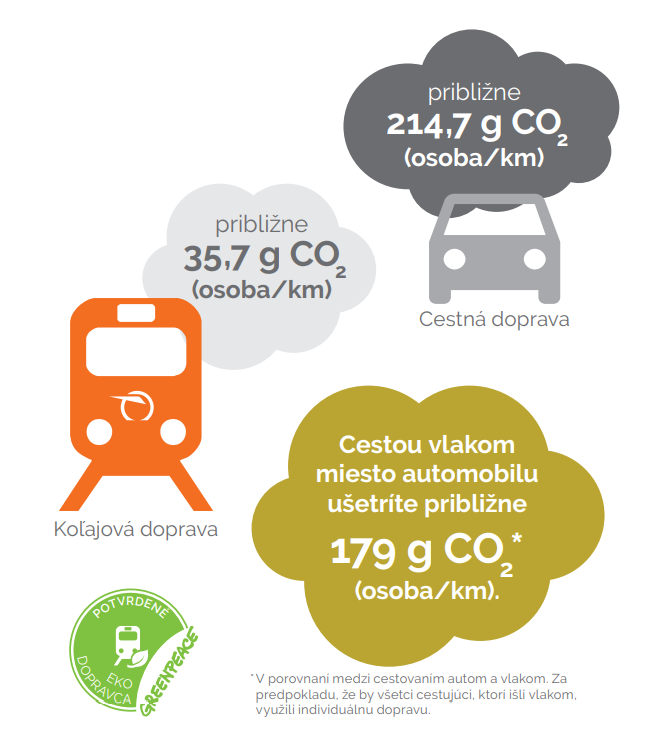 približne
214,7 g CO₂
(osoba/km)
Cestná doprava
približne
35,7 g CO₂
(osoba/km)
Koľajová doprava
Cestou vlakom
miesto automobilu
ušetríte približne
179 g CO₂*
(osoba/km).
POTVRDENÉ
EKO
DOPRAVCA
GREENPEACE
*V porovnaní medzi cestovaním autom a vlakom. Za
predpokladu, že by všetci cestujúci, ktorí išli vlakom,
využili individuálnu dopravu.